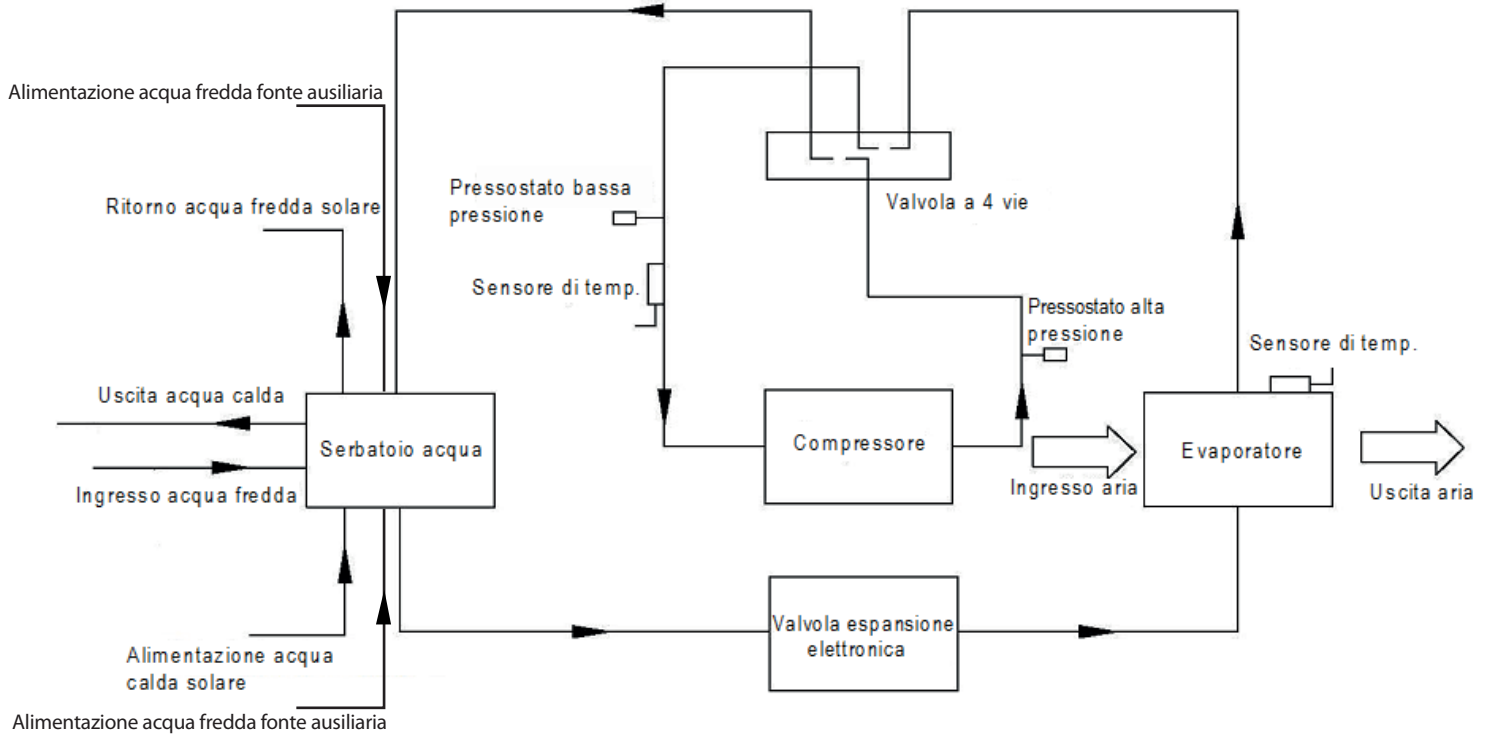 Alimentazione acqua fredda fonte ausiliaria
Ritorno acqua fredda solare
Pressostato bassa
pressione
Valvola a 4 vie
Sensore di temp.
Pressostato alta
pressione
Sensore di temp.
Uscita acqua calda
Serbatoio acqua
Compressore
Evaporatore
Ingresso acqua fredda
Ingresso aria
Uscita aria
Valvola espansione
elettronica
Alimentazione acqua
calda solare
Alimentazione acqua fredda fonte ausiliaria